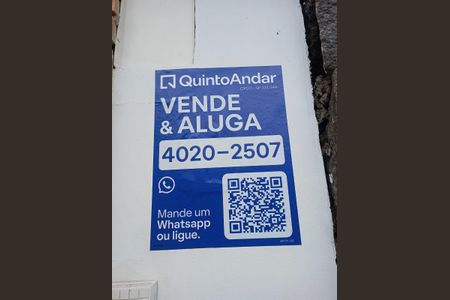 QuintoAndar
VENDE
& ALUGA
4020-2507
Mande um
Whatsapp
ou ligue.